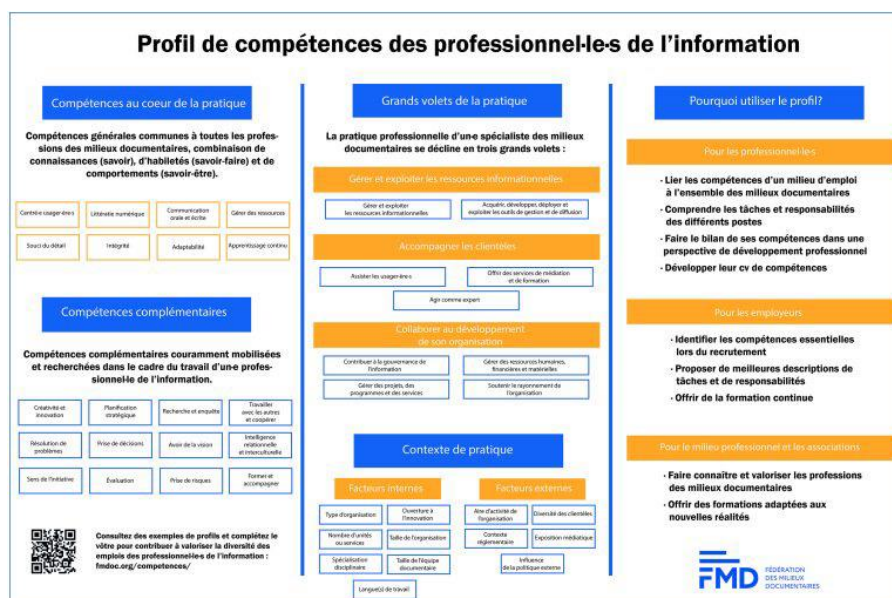 Profil de compétences des professionnel·le·s de l'information
Compétences au coeur de la pratique
Compétences générales communes à toutes les profes-
sions des milieux documentaires, combinaison de
connaissances (savoir), d'habiletés (savoir-faire) et de
comportements (savoir-être).
Centré·e usager·ère·s
Littératie numérique
Communication
orale et écrite
Gérer des ressources
Souci du détail
Intégrité
Adaptabilité
Apprentissage continu
Compétences complémentaires
Compétences complémentaires couramment mobilisées
et recherchées dans le cadre du travail d'un·e profes-
sionnel·le de l'information.
Créativité et
innovation
Planification
stratégique
Recherche et enquête
Travailler
avec les autres
et coopérer
Résolution de
problèmes
Prise de décisions
Avoir de la vision
Intelligence
relationnelle
et interculturelle
Sens de l'initiative
Évaluation
Prise de risques
Former et
accompagner
Consultez des exemples de profils et complétez le
vôtre pour contribuer à valoriser la diversité des
emplois des professionnel·le·s de l'information :
fmdoc.org/competences/
Grands volets de la pratique
La pratique professionnelle d'un·e spécialiste des milieux
documentaires se décline en trois grands volets :
Gérer et exploiter les ressources informationnelles
Gérer et exploiter
les ressources informationnelles
Acquérir, développer, déployer et
exploiter les outils de gestion et de diffusion
Accompagner les clientèles
Assister les usager·ère·s
Offrir des services de médiation
et de formation
Agir comme expert
Collaborer au développement
de son organisation
Contribuer à la gouvernance de
l'information
Gérer des ressources humaines,
financières et matérielles
Gérer des projets, des
programmes et des services
Soutenir le rayonnement de
l'organisation
Contexte de pratique
Facteurs internes
Type d'organisation
Ouverture à
l'innovation
Nombre d'unités
ou services
Taille de l'organisation
Spécialisation
disciplinaire
Taille de l'équipe
documentaire
Langue(s) de travail
Facteurs externes
Aire d'activité de
l'organisation
Diversité des clientèles
Contexte
réglementaire
Exposition médiatique
Influence
de la politique externe
Pourquoi utiliser le profil?
Pour les professionnel·le·s
· Lier les compétences d'un milieu d'emploi
à l'ensemble des milieux documentaires
· Comprendre les tâches et responsabilités
des différents postes
· Faire le bilan de ses compétences dans une
perspective de développement professionnel
· Développer leur cv de compétences
Pour les employeurs
· Identifier les compétences essentielles
lors du recrutement
· Proposer de meilleures descriptions de
tâches et de responsabilités
· Offrir de la formation continue
Pour le milieu professionnel et les associations
· Faire connaître et valoriser les professions
des milieux documentaires
· Offrir des formations adaptées aux
nouvelles réalités
FMD
FÉDÉRATION
DES MILIEUX
DOCUMENTAIRES